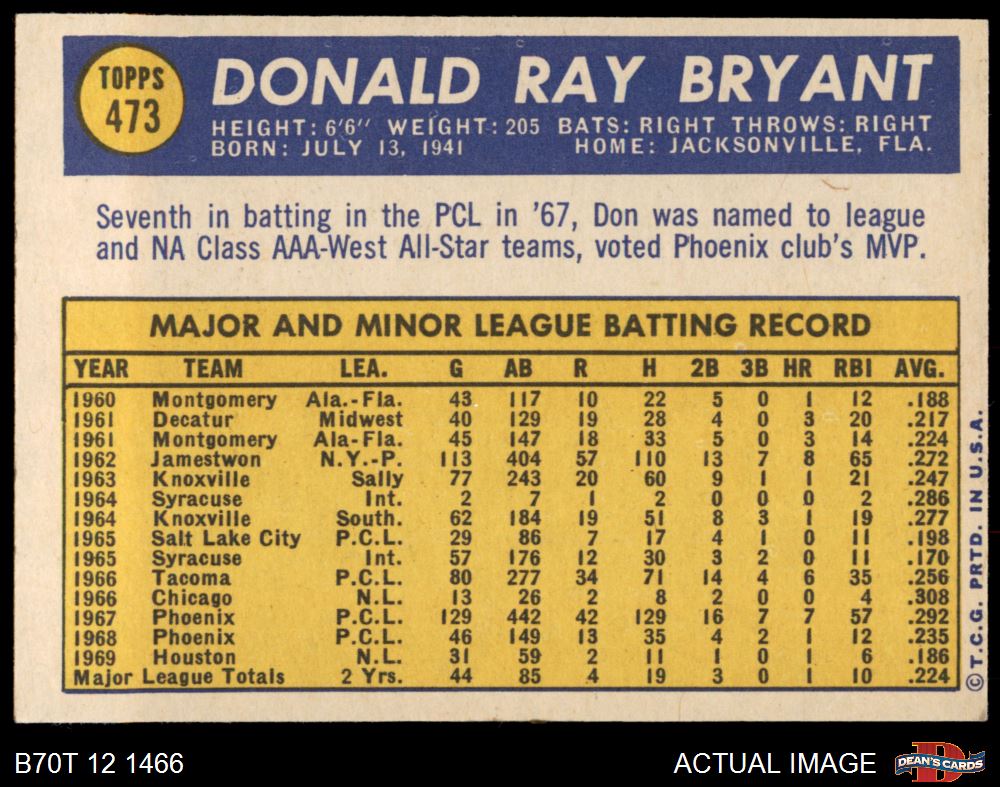 TOPPS
473
DONALD RAY BRYANT
HEIGHT: 6'6" WEIGHT: 205 BATS: RIGHT THROWS: RIGHT
BORN: JULY 13, 1941 HOME: JACKSONVILLE, FLA.
Seventh in batting in the PCL in '67, Don was named to league
and NA Class AAA-West All-Star teams, voted Phoenix club's MVP.
MAJOR AND MINOR LEAGUE BATTING RECORD
YEAR TEAM LEA. G AB R H 2B 3B HR RBI AVG.
1960 Montgomery Ala.-Fla. 43 117 10 22 5 0 1 12 .188
1961 Decatur Midwest 40 129 19 28 4 0 3 20 .217
1961 Montgomery Ala-Fla. 45 147 18 33 5 0 3 14 .224
1962 Jamestwon N.Y.-P. 113 404 57 110 13 7 8 65 .272
1963 Knoxville Sally 77 243 20 60 9 1 1 21 .247
1964 Syracuse Int. 2 7 1 2 0 0 0 2 .286
1964 Knoxville South. 62 184 19 51 8 3 1 19 .277
1965 Salt Lake City P.C.L. 29 86 7 17 4 1 0 11 .198
1965 Syracuse Int. 57 176 12 30 3 2 0 11 .170
1966 Tacoma P.C.L. 80 277 34 71 14 4 6 35 .256
1966 Chicago N.L. 13 26 2 8 2 0 0 4 .308
1967 Phoenix P.C.L. 129 442 42 129 16 7 7 57 .292
1968 Phoenix P.C.L. 46 149 13 35 4 2 1 12 .235
1969 Houston N.L. 31 59 2 11 1 0 1 6 .186
Major League Totals 2 Yrs. 44 85 4 19 3 0 1 10 .224
©T.C.G. PRTD. IN U.S.A.
B70T 12 1466
ACTUAL IMAGE
B
DEAN'S CARDS